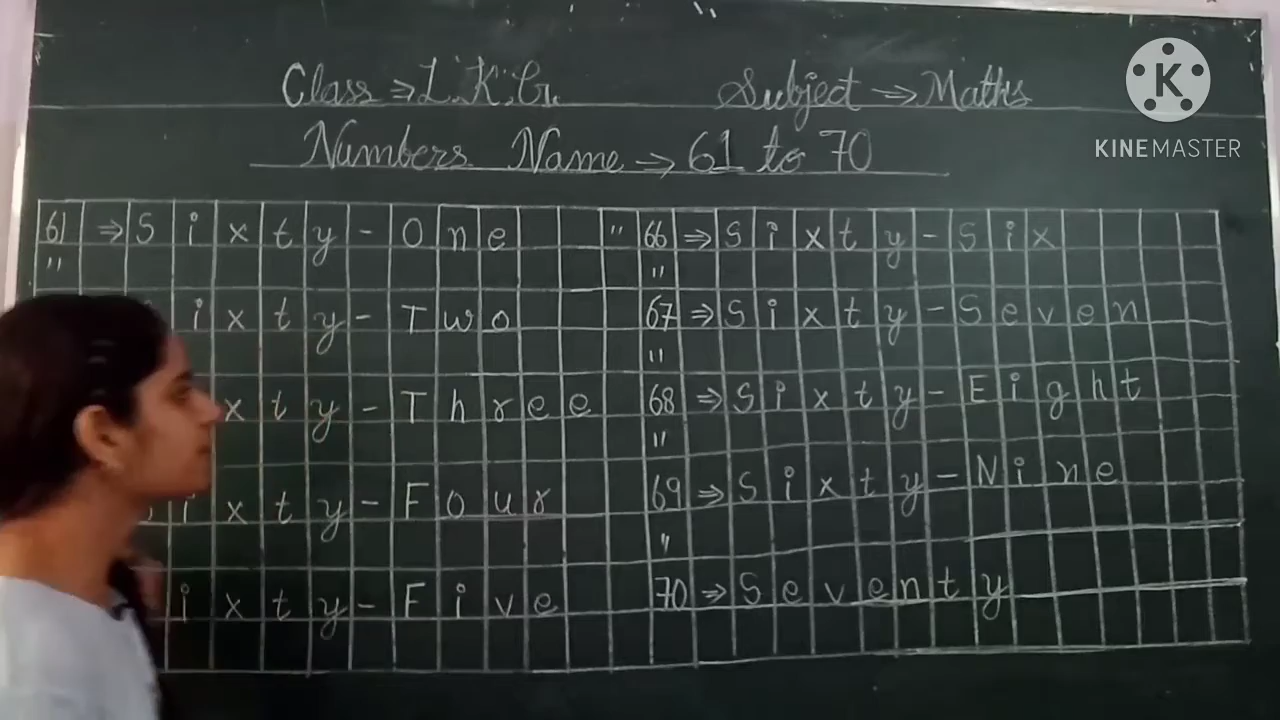 Class ⇒ L.K.G.
Subject ⇒ Maths
Numbers Name ⇒ 61 to 70
61 ⇒ Sixty-One
"
ixty-Two
xty-Three
Sixty-Four
ixty-Five
" 66 ⇒ Sixty-Six
"
67 ⇒ Sixty-Seven
"
68 ⇒ Sixty-Eight
"
69 ⇒ Sixty-Nine
"
70 ⇒ Seventy
K
KINEMASTER